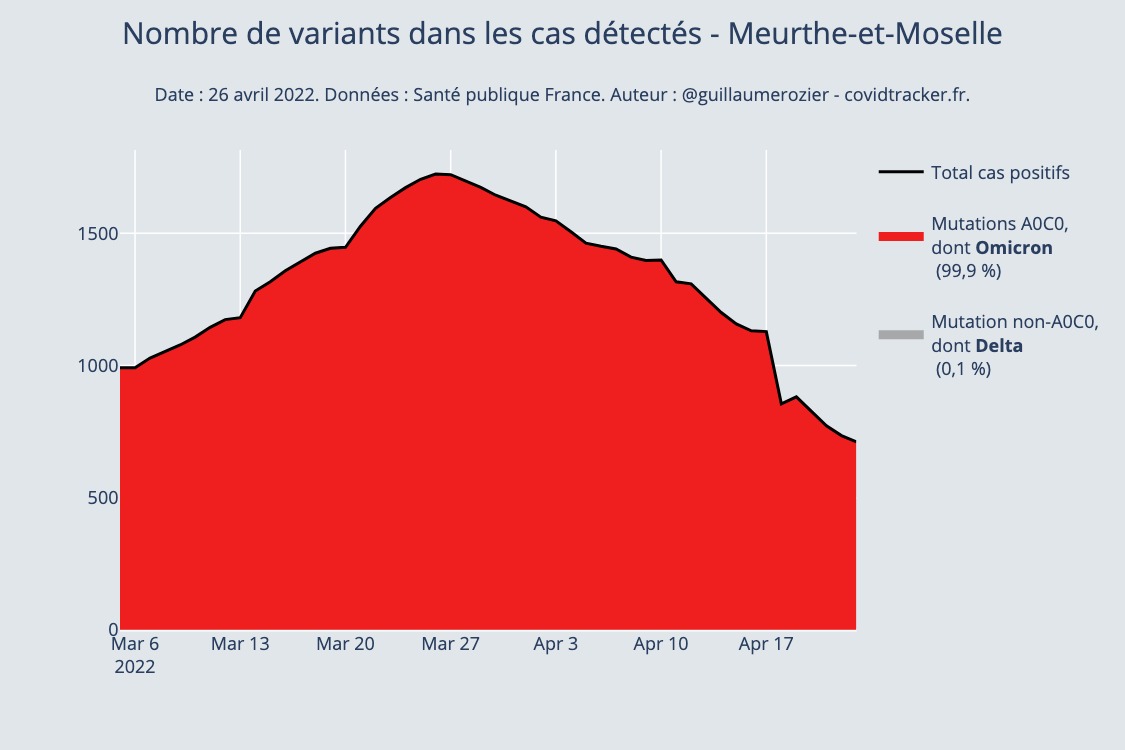 Nombre de variants dans les cas détectés - Meurthe-et-Moselle
Date : 26 avril 2022. Données : Santé publique France. Auteur : @guillaumerozier - covidtracker.fr.
Total cas positifs
Mutations A0C0,
dont Omicron
(99,9 %)
Mutation non-A0C0,
dont Delta
(0,1 %)
1500
1000
500
0
Mar 6 Mar 13 Mar 20 Mar 27 Apr 3 Apr 10 Apr 17
2022